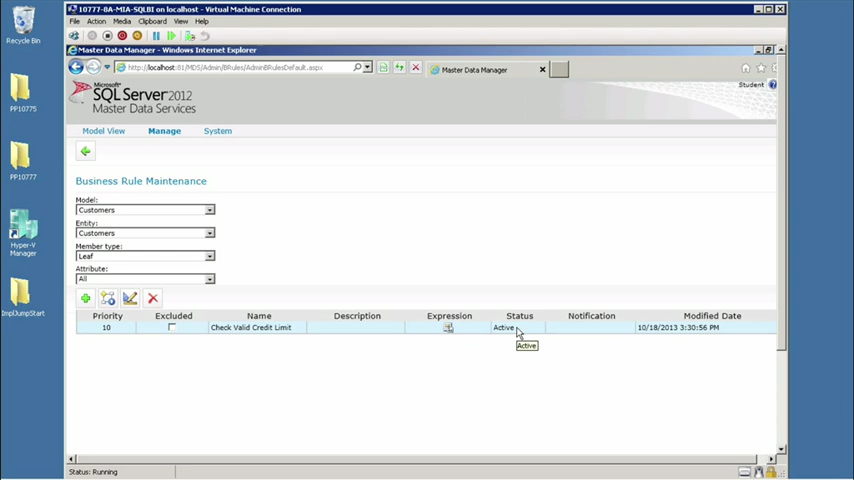 10777-8A-MIA-SQLBI on localhost - Virtual Machine Connection
File Action Media Clipboard View Help
Master Data Manager - Windows Internet Explorer
http://localhost:81/MDS/Admin/BRules/AdminBRulesDefault.aspx
Master Data Manager
Microsoft
SQL Server 2012
Master Data Services
Student
Model View Manage System
Business Rule Maintenance
Model:
Customers
Entity:
Customers
Member type:
Leaf
Attribute:
All
Priority Excluded Name Description Expression Status Notification Modified Date
10 Check Valid Credit Limit Active 10/18/2013 3:30:56 PM
Active
Status: Running
Recycle Bin
PP10775
PP10777
Hyper-V
Manager
ImplJumpStart